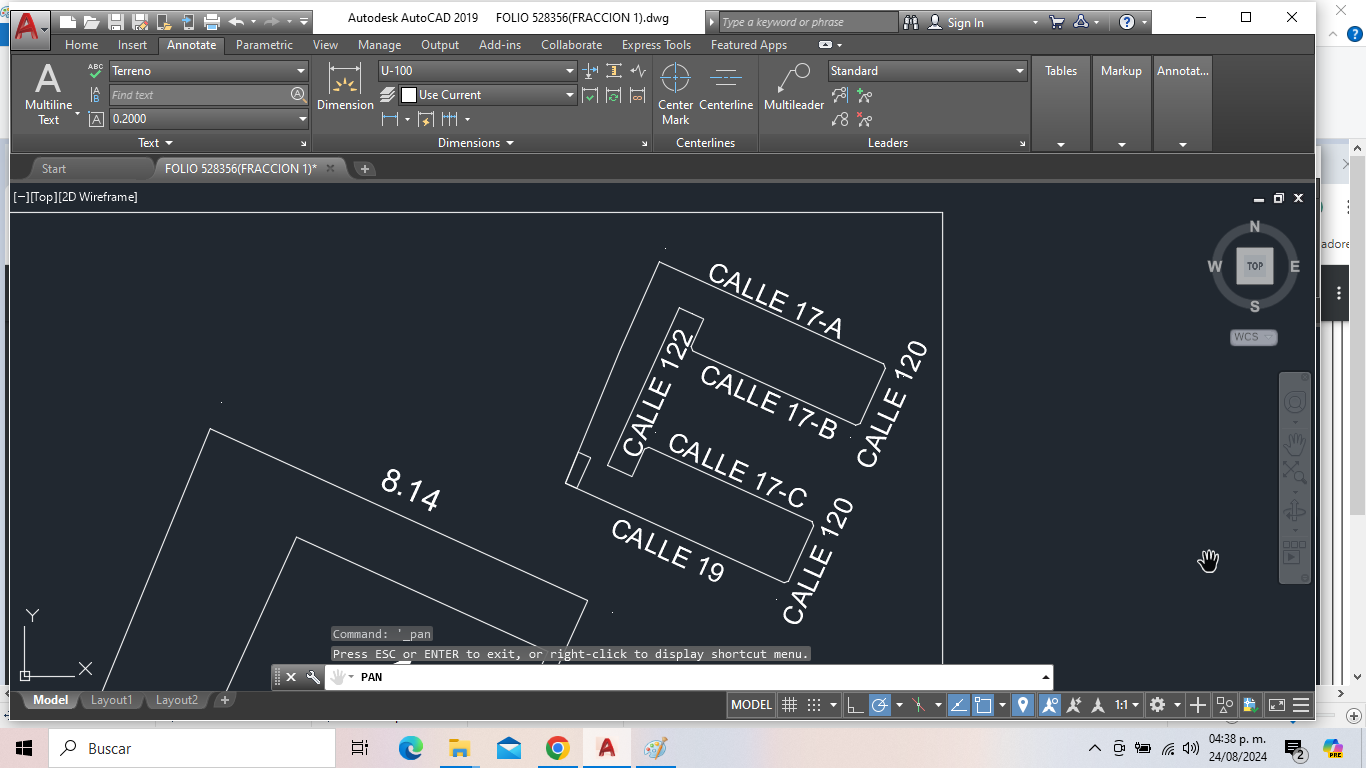 Autodesk AutoCAD 2019 FOLIO 528356(FRACCION 1).dwg
Type a keyword or phrase
Sign In
Home Insert Annotate Parametric View Manage Output Add-ins Collaborate Express Tools Featured Apps
A
Multiline
Text
ABC
Terreno
Find text
0.2000
Text
Dimension
U-100
Use Current
Dimensions
Center
Mark
Centerline
Centerlines
Multileader
Standard
Leaders
Tables
Markup
Annotat...
Start
FOLIO 528356(FRACCION 1)*
[−][Top][2D Wireframe]
adore
N
W TOP E
S
WCS
CALLE 17-A
CALLE 120
CALLE 122
CALLE 17-B
CALLE 17-C
CALLE 120
CALLE 19
8.14
Y
X
Command: '_pan
Press ESC or ENTER to exit, or right-click to display shortcut menu.
PAN
Model Layout1 Layout2
MODEL
1:1
Buscar
04:38 p. m.
24/08/2024
2
PRE